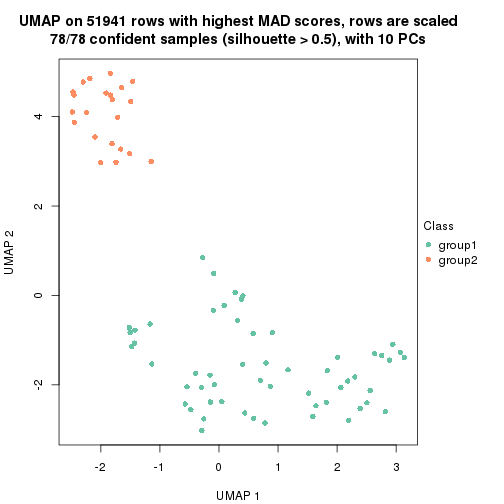 UMAP on 51941 rows with highest MAD scores, rows are scaled
78/78 confident samples (silhouette > 0.5), with 10 PCs
UMAP 2
4
2
0
-2
-2
-1
0
1
2
3
UMAP 1
Class
group1
group2